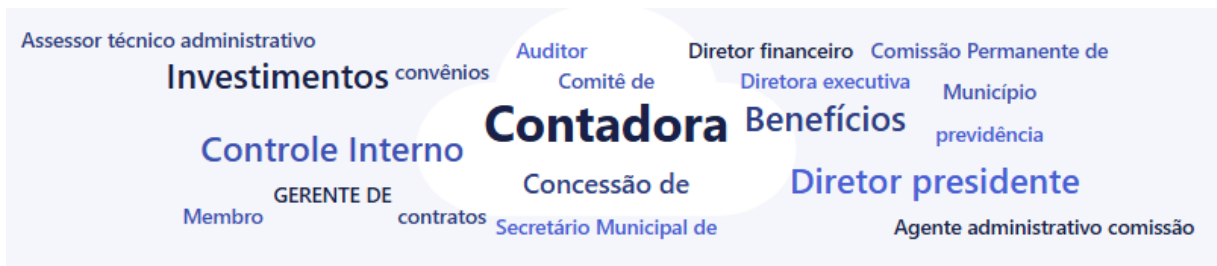 Assessor técnico administrativo
Auditor
Diretor financeiro
Comissão Permanente de
Investimentos
convênios
Comitê de
Diretora executiva
Município
Contadora
Benefícios
previdência
Controle Interno
Concessão de
Diretor presidente
GERENTE DE
Membro
contratos
Secretário Municipal de
Agente administrativo comissão